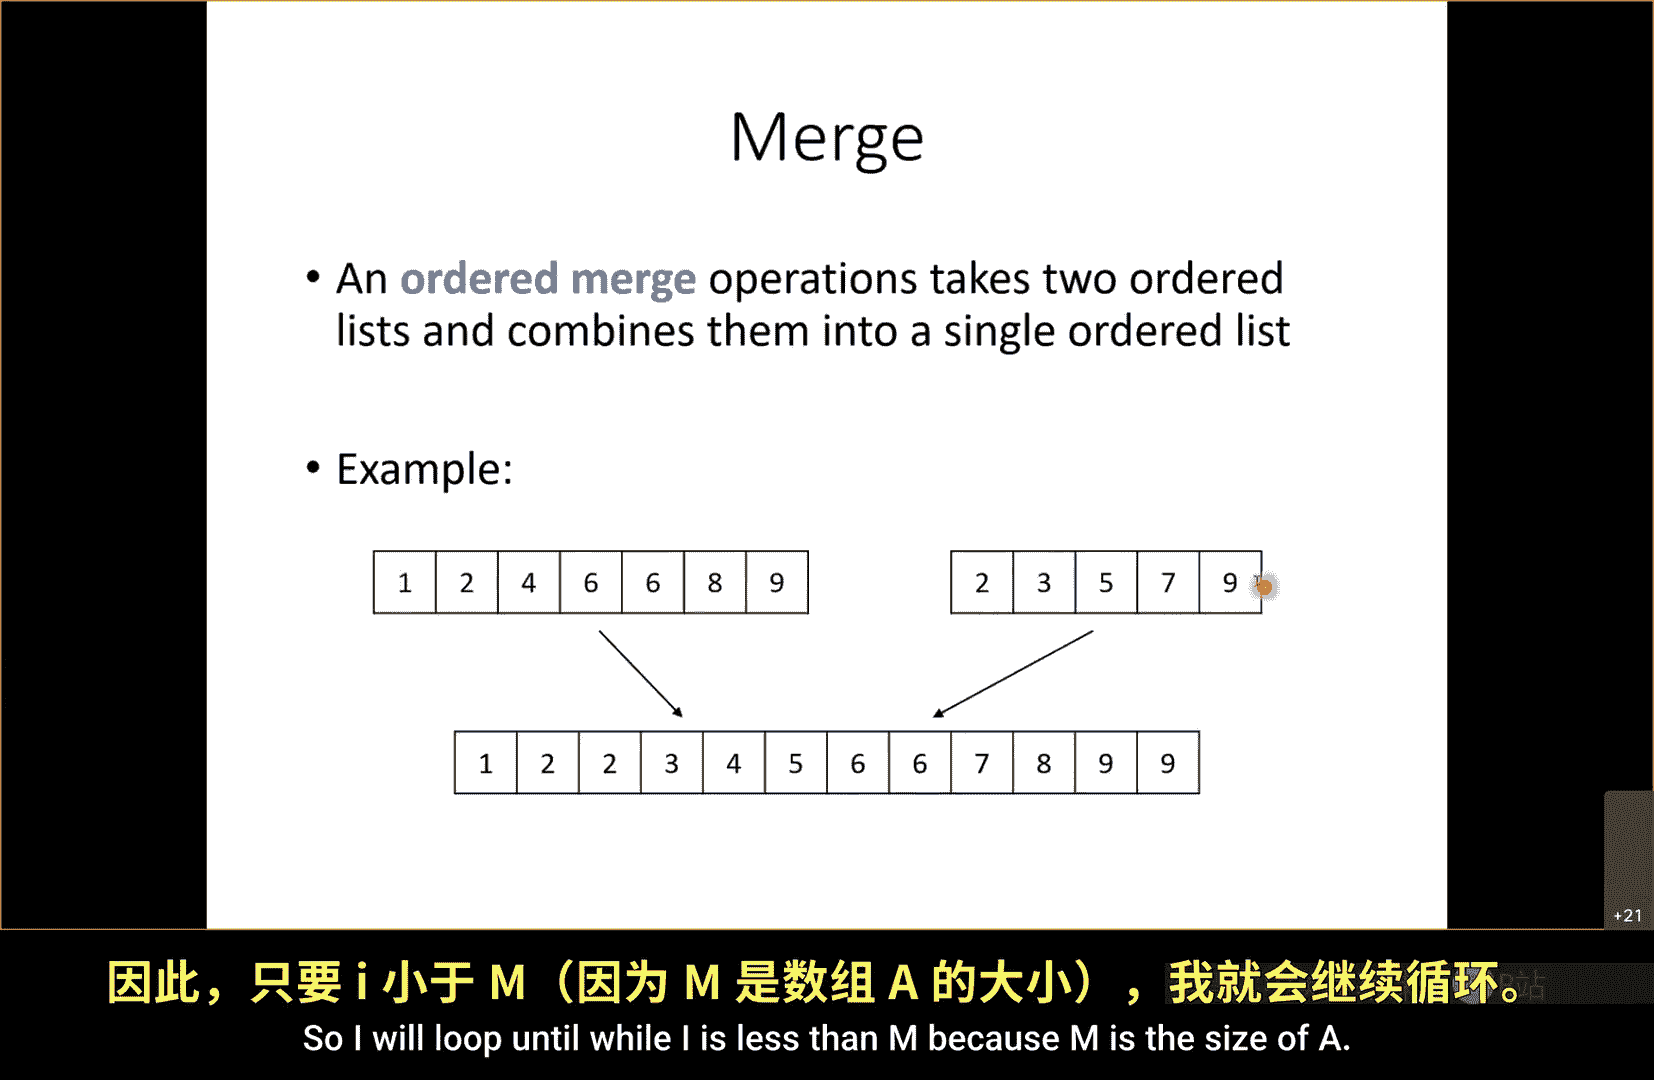 Merge
• An ordered merge operations takes two ordered
lists and combines them into a single ordered list
• Example:
1 2 4 6 6 8 9
2 3 5 7 9
1 2 2 3 4 5 6 6 7 8 9 9
+21
因此，只要 i 小于 M（因为 M 是数组 A 的大小），我就会继续循环。
So I will loop until while I is less than M because M is the size of A.